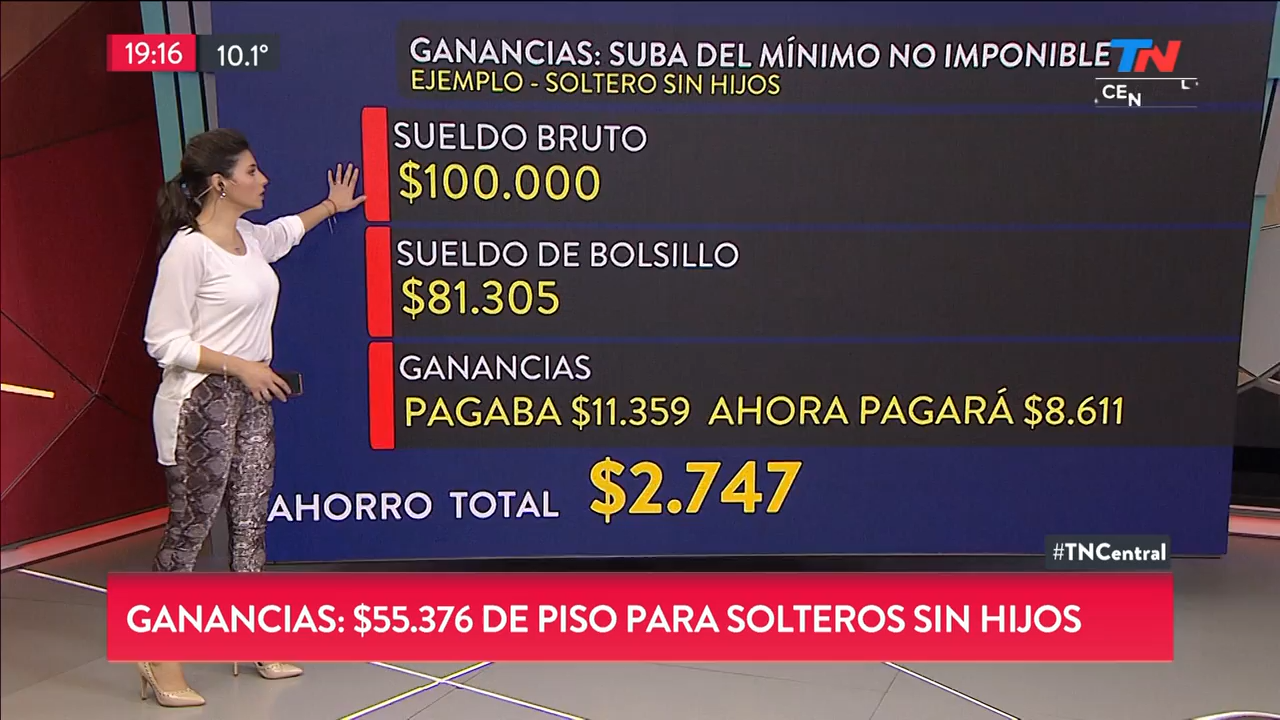 19:16 10.1°
GANANCIAS: SUBA DEL MÍNIMO NO IMPONIBLE
EJEMPLO - SOLTERO SIN HIJOS
TN
CEN L
SUELDO BRUTO
$100.000
SUELDO DE BOLSILLO
$81.305
GANANCIAS
PAGABA $11.359 AHORA PAGARÁ $8.611
AHORRO TOTAL $2.747
#TNCentral
GANANCIAS: $55.376 DE PISO PARA SOLTEROS SIN HIJOS